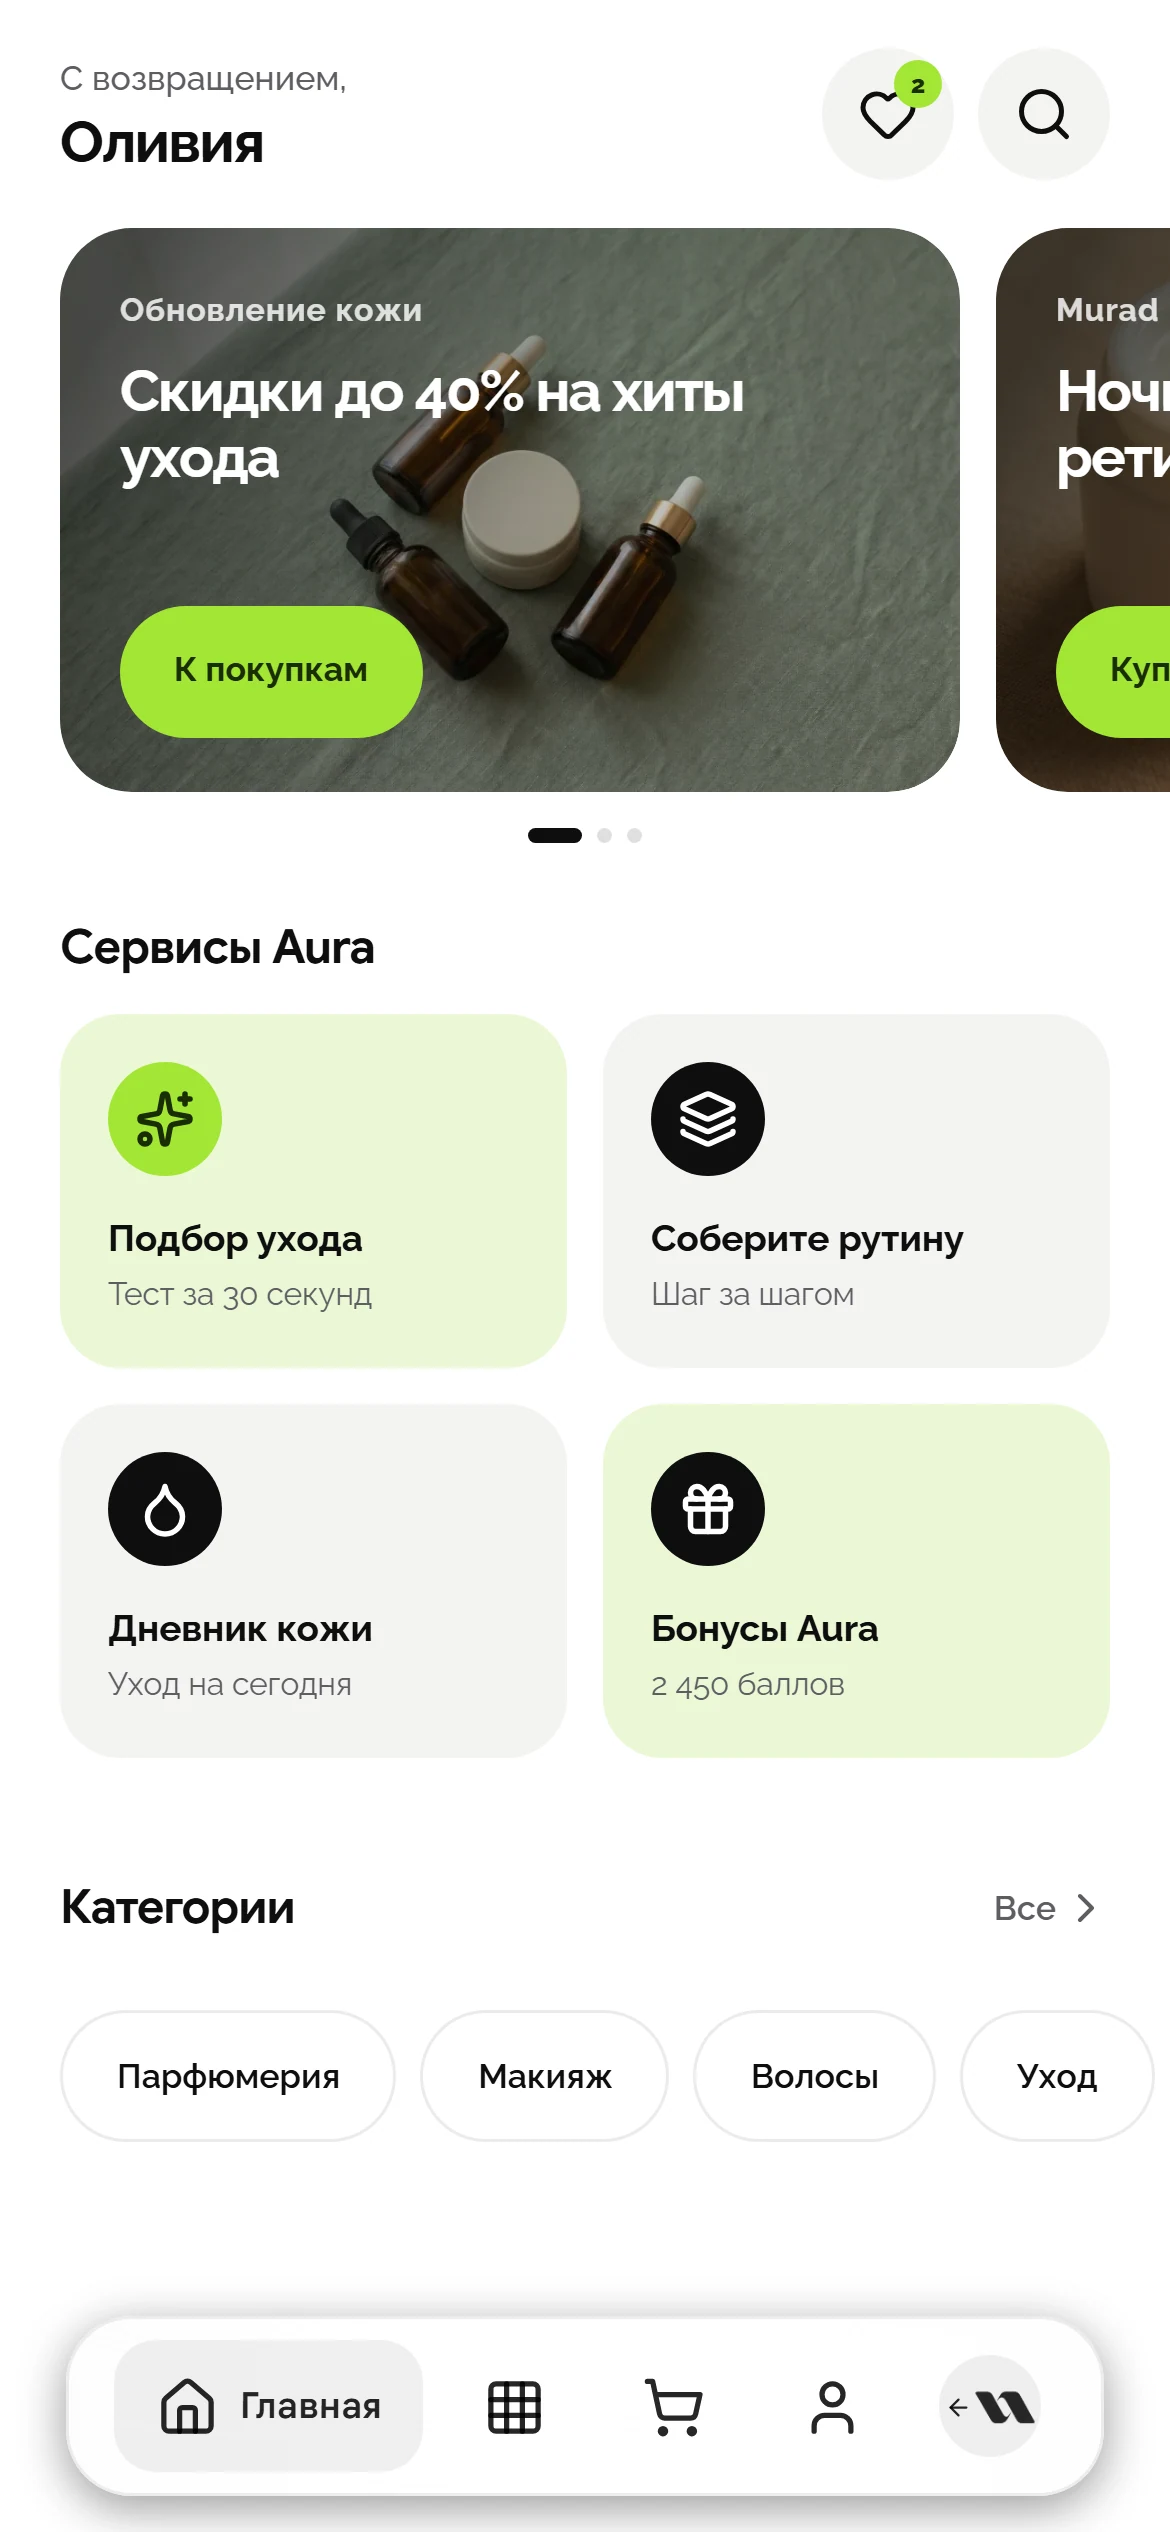 С возвращением,
Оливия
2
Обновление кожи
Скидки до 40% на хиты
ухода
К покупкам
Murad
Сервисы Aura
Подбор ухода
Тест за 30 секунд
Соберите рутину
Шаг за шагом
Дневник кожи
Уход на сегодня
Бонусы Aura
2 450 баллов
Категории
Все
Парфюмерия
Макияж
Волосы
Уход
Главная